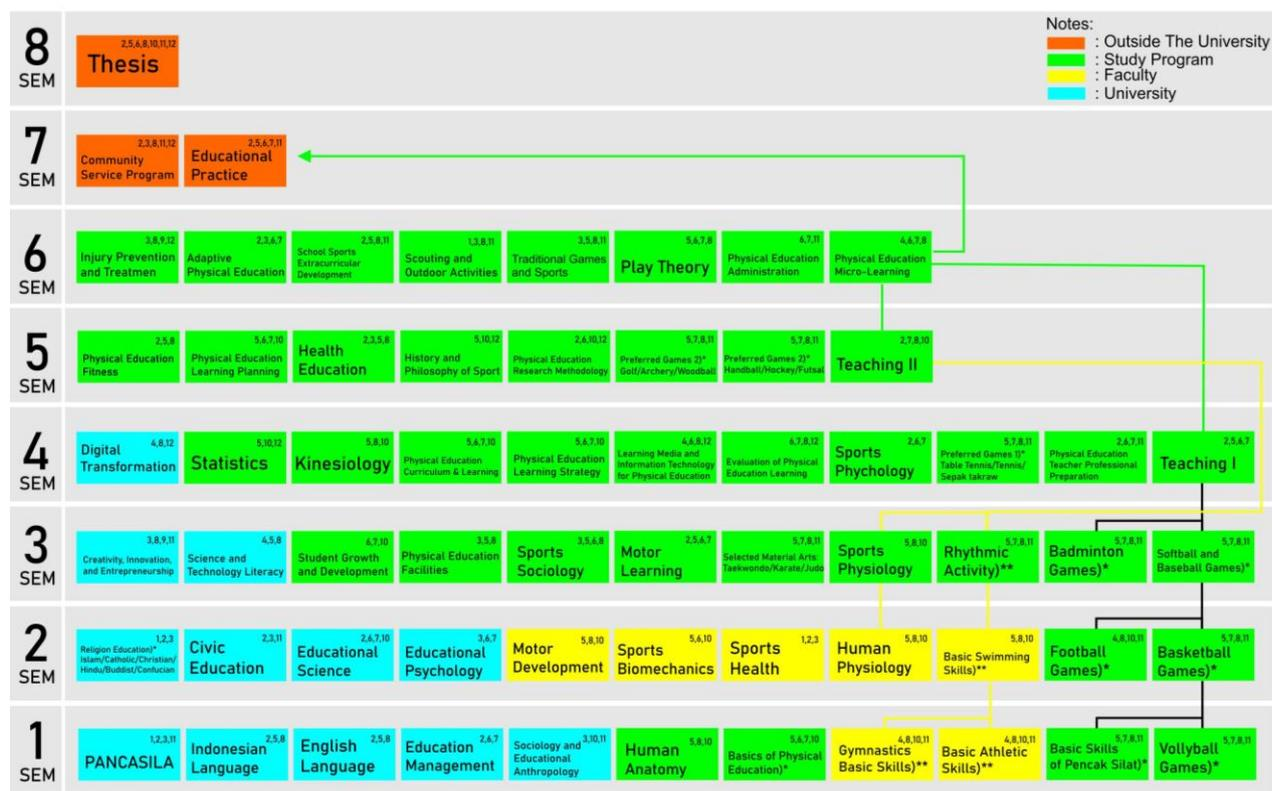 Notes:
: Outside The University
: Study Program
: Faculty
: University
8
SEM
2,5,6,8,10,11,12
Thesis
7
SEM
2,3,8,11,12
Community
Service Program
2,5,6,7,11
Educational
Practice
6
SEM
3,8,9,12
Injury Prevention
and Treatmen
2,3,6,7
Adaptive
Physical Education
2,5,8,11
School Sports
Extracurricular
Development
1,3,8,11
Scouting and
Outdoor Activities
3,5,8,11
Traditional Games
and Sports
5,6,7,8
Play Theory
6,7,11
Physical Education
Administration
4,6,7,8
Physical Education
Micro-Learning
5
SEM
2,5,8
Physical Education
Fitness
5,6,7,10
Physical Education
Learning Planning
2,3,5,8
Health
Education
5,10,12
History and
Philosophy of Sport
2,6,10,12
Physical Education
Research Methodology
5,7,8,11
Preferred Games 2)*
Golf/Archery/Woodball
5,7,8,11
Preferred Games 2)*
Handball/Hockey/Futsal
2,7,8,10
Teaching II
4
SEM
4,8,12
Digital
Transformation
5,10,12
Statistics
5,8,10
Kinesiology
5,6,7,10
Physical Education
Curriculum & Learning
5,6,7,10
Physical Education
Learning Strategy
4,6,8,12
Learning Media and
Information Technology
for Physical Education
6,7,8,12
Evaluation of Physical
Education Learning
2,6,7
Sports
Phychology
5,7,8,11
Preferred Games 1)*
Table Tennis/Tennis/
Sepak takraw
2,6,7,11
Physical Education
Teacher Professional
Preparation
2,5,6,7
Teaching I
3
SEM
3,8,9,11
Creativity, Innovation,
and Entrepreneurship
4,5,8
Science and
Technology Literacy
6,7,10
Student Growth
and Development
3,5,8
Physical Education
Facilities
3,5,6,8
Sports
Sociology
2,5,6,7
Motor
Learning
5,7,8,11
Selected Material Arts:
Taekwondo/Karate/Judo
5,8,10
Sports
Physiology
5,7,8,11
Rhythmic
Activity)**
5,7,8,11
Badminton
Games)*
5,7,8,11
Softball and
Baseball Games)*
2
SEM
1,2,3
Religion Education)*
Islam/Catholic/Christian/
Hindu/Buddist/Confucian
2,3,11
Civic
Education
2,6,7,10
Educational
Science
3,6,7
Educational
Psychology
5,8,10
Motor
Development
5,6,10
Sports
Biomechanics
1,2,3
Sports
Health
5,8,10
Human
Physiology
5,8,10
Basic Swimming
Skills)**
4,8,10,11
Football
Games)*
5,7,8,11
Basketball
Games)*
1
SEM
1,2,3,11
PANCASILA
2,5,8
Indonesian
Language
2,5,8
English
Language
2,6,7
Education
Management
3,10,11
Sociology and
Educational
Anthropology
5,8,10
Human
Anatomy
5,6,7,10
Basics of Physical
Education)*
4,8,10,11
Gymnastics
Basic Skills)**
4,8,10,11
Basic Athletic
Skills)**
5,7,8,11
Basic Skills
of Pencak Silat)*
5,7,8,11
Vollyball
Games)*